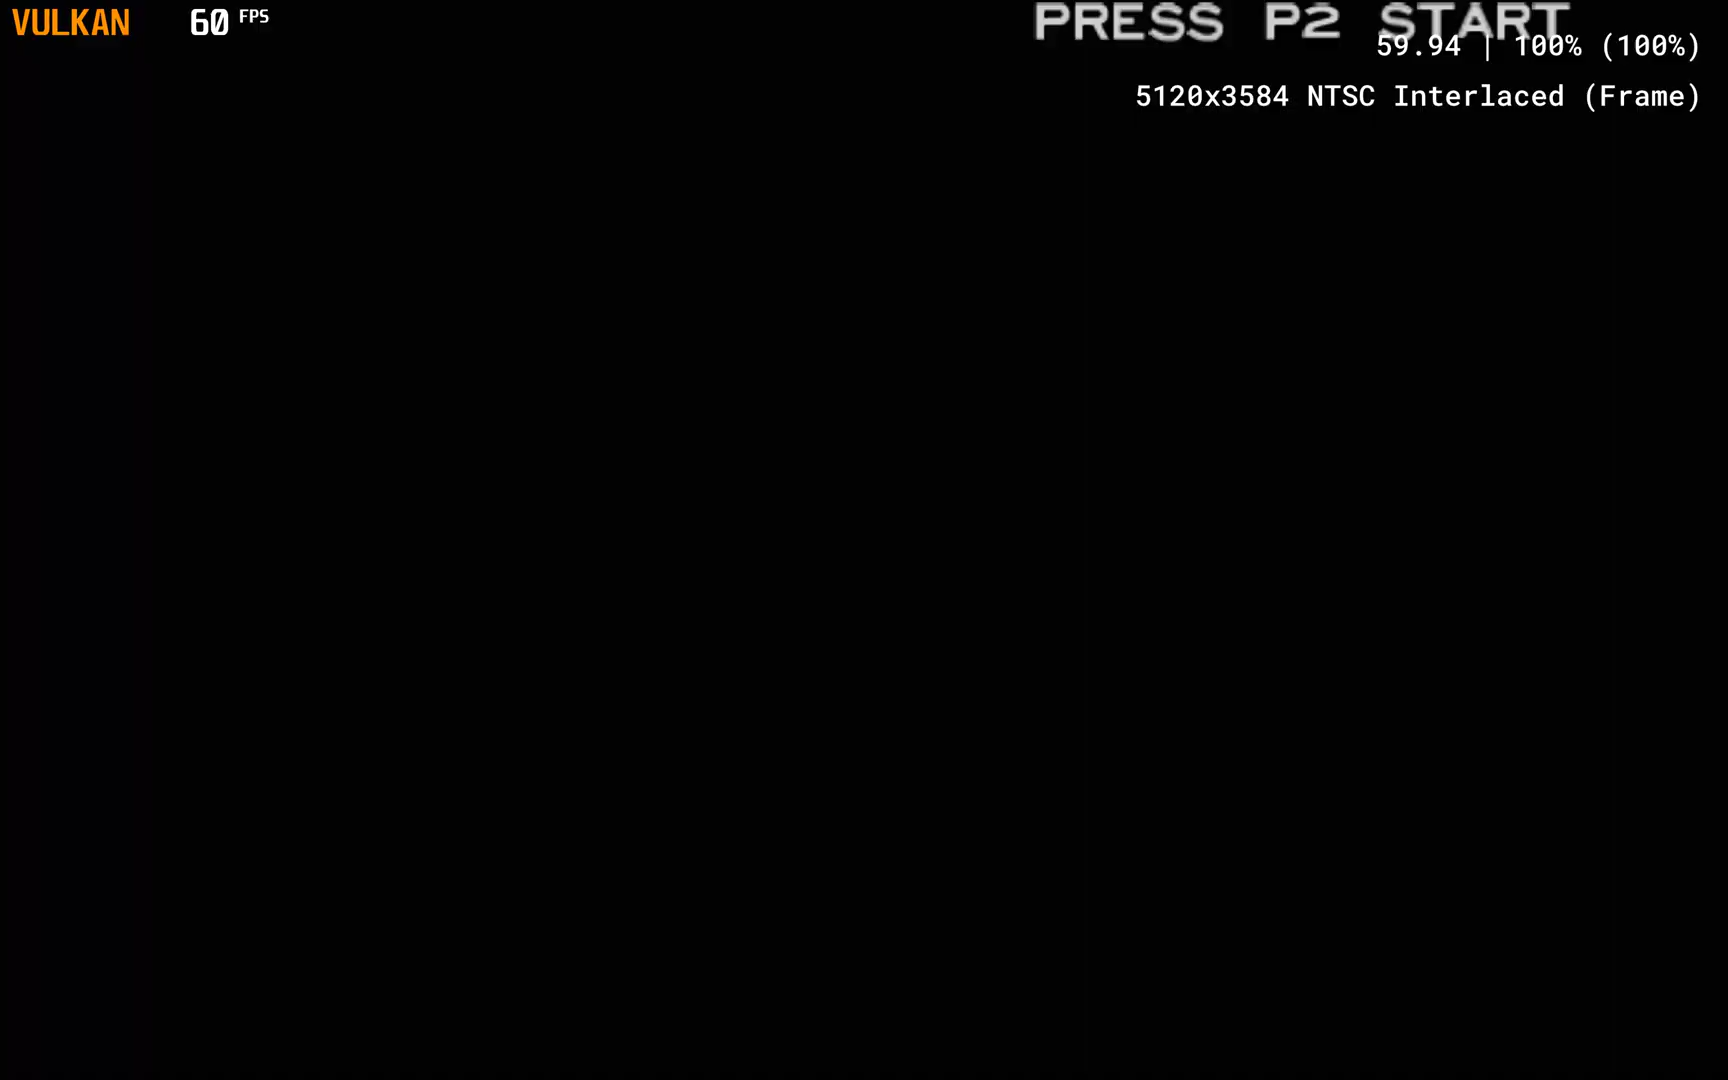 VULKAN 60 FPS PRESS P2 START
59.94 | 100% (100%)
5120x3584 NTSC Interlaced (Frame)